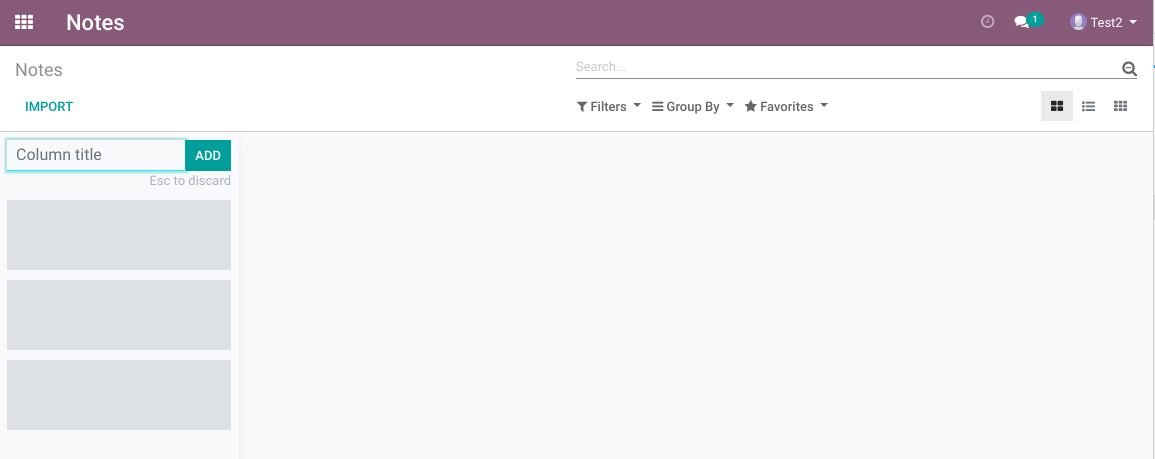 Notes
1
Test2
Notes
Search...
IMPORT
Filters
Group By
Favorites
Column title
ADD
Esc to discard